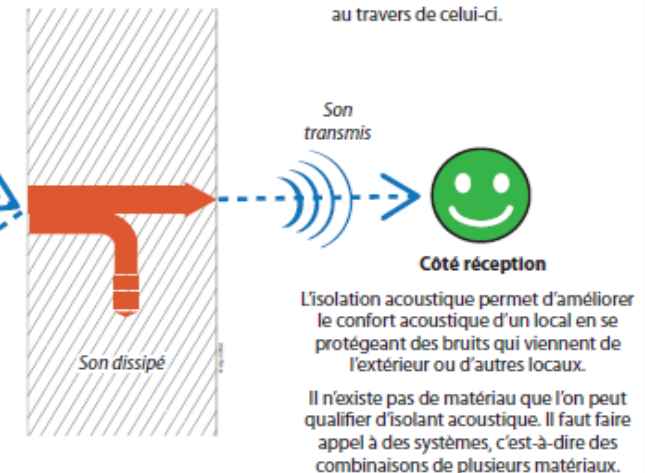 au travers de celui-ci.
Son
transmis
Côté réception
L'isolation acoustique permet d'améliorer
le confort acoustique d'un local en se
protégeant des bruits qui viennent de
l'extérieur ou d'autres locaux.
Son dissipé
Il n'existe pas de matériau que l'on peut
qualifier d'isolant acoustique. Il faut faire
appel à des systèmes, c'est-à-dire des
combinaisons de plusieurs matériaux.